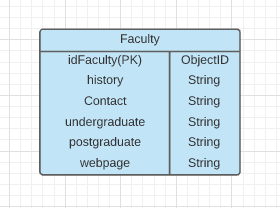 Faculty
idFaculty(PK) ObjectID
history String
Contact String
undergraduate String
postgraduate String
webpage String